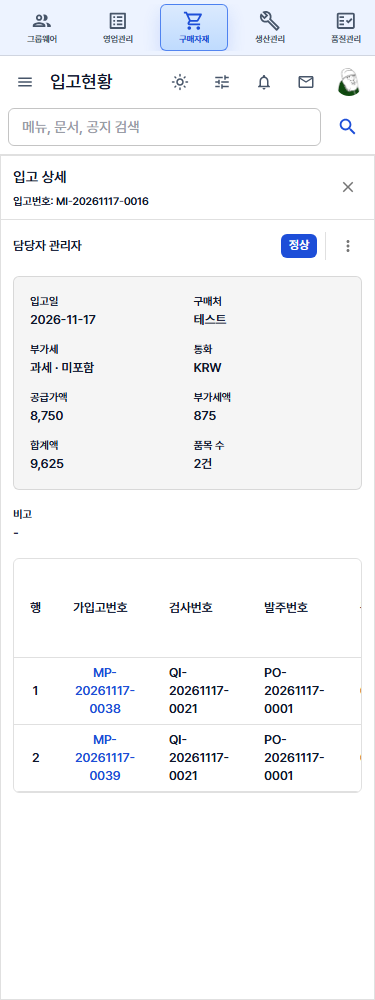 그룹웨어
영업관리
구매자재
생산관리
품질관리
입고현황
메뉴, 문서, 공지 검색
입고 상세
입고번호: MI-20261117-0016
담당자 관리자
정상
입고일
구매처
2026-11-17
테스트
부가세
통화
과세 · 미포함
KRW
공급가액
부가세액
8,750
875
합계액
품목 수
9,625
2건
비고
-
행
가입고번호
검사번호
발주번호
1
MP-
20261117-
0038
QI-
20261117-
0021
PO-
20261117-
0001
2
MP-
20261117-
0039
QI-
20261117-
0021
PO-
20261117-
0001